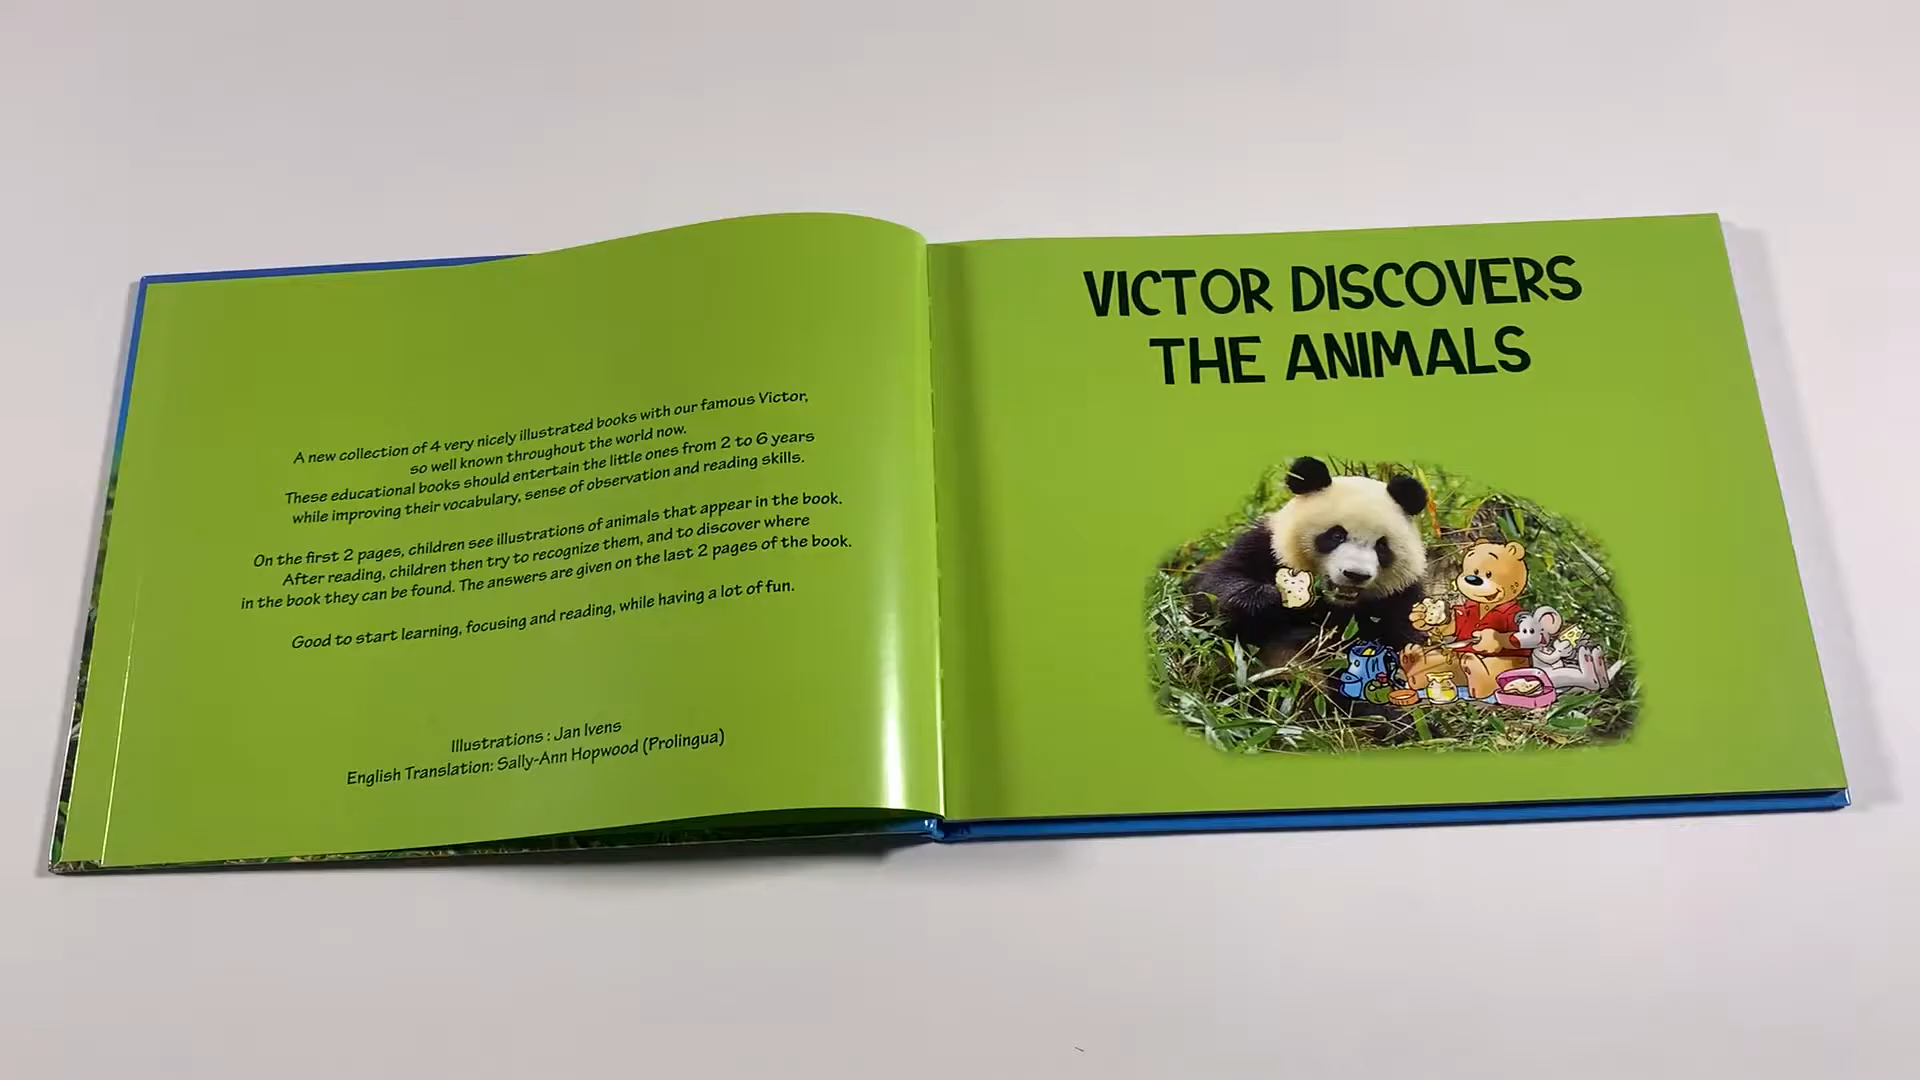 A new collection of 4 very nicely illustrated books with our famous Victor,
so well known throughout the world now.
These educational books should entertain the little ones from 2 to 6 years
while improving their vocabulary, sense of observation and reading skills.
On the first 2 pages, children see illustrations of animals that appear in the book.
After reading, children then try to recognize them, and to discover where
in the book they can be found. The answers are given on the last 2 pages of the book.
Good to start learning, focusing and reading, while having a lot of fun.
Illustrations : Jan Ivens
English Translation: Sally-Ann Hopwood (Prolingua)
VICTOR DISCOVERS
THE ANIMALS